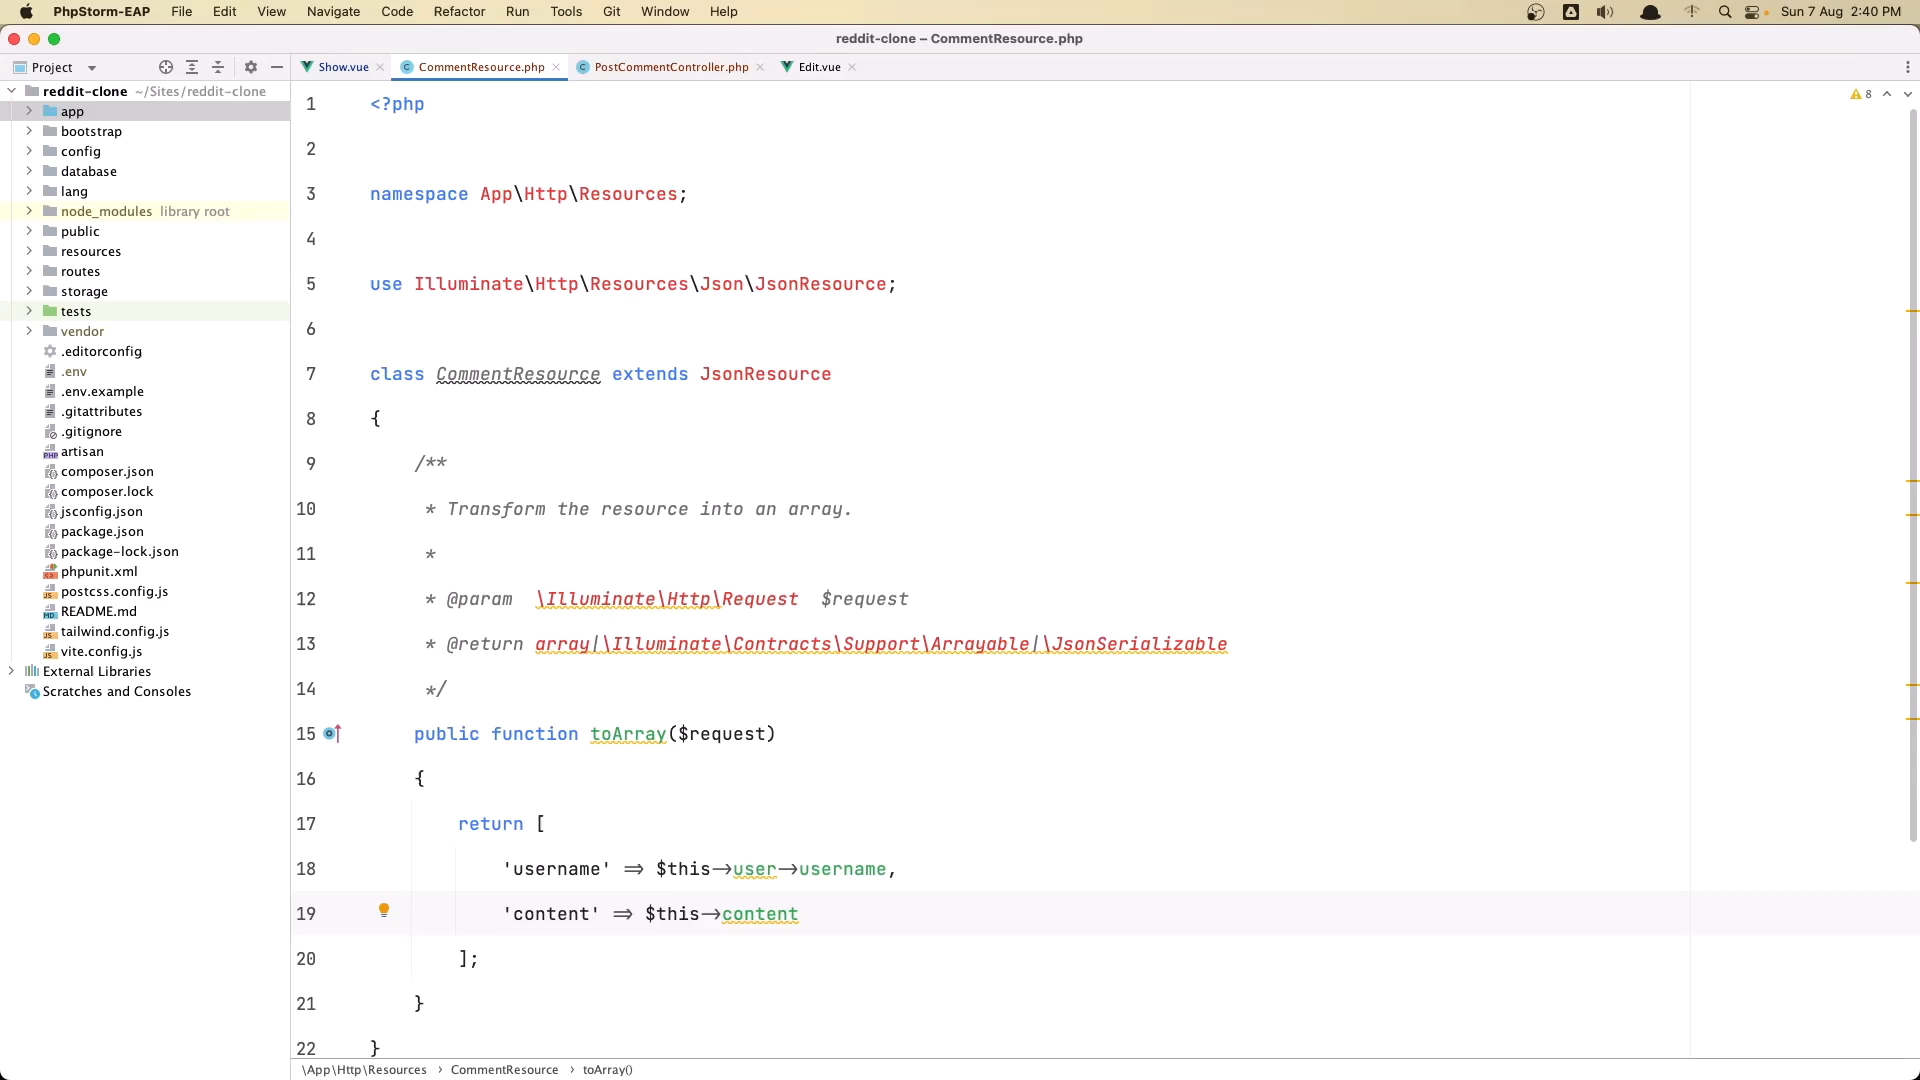 PhpStorm-EAP File Edit View Navigate Code Refactor Run Tools Git Window Help Sun 7 Aug 2:40 PM
reddit-clone – CommentResource.php
Project Show.vue CommentResource.php PostCommentController.php Edit.vue
reddit-clone ~/Sites/reddit-clone
app
bootstrap
config
database
lang
node_modules library root
public
resources
routes
storage
tests
vendor
.editorconfig
.env
.env.example
.gitattributes
.gitignore
artisan
composer.json
composer.lock
jsconfig.json
package.json
package-lock.json
phpunit.xml
postcss.config.js
README.md
tailwind.config.js
vite.config.js
External Libraries
Scratches and Consoles
8
1 <?php
2
3 namespace App\Http\Resources;
4
5 use Illuminate\Http\Resources\Json\JsonResource;
6
7 class CommentResource extends JsonResource
8 {
9 /**
10 * Transform the resource into an array.
11 *
12 * @param \Illuminate\Http\Request $request
13 * @return array|\Illuminate\Contracts\Support\Arrayable|\JsonSerializable
14 */
15 public function toArray($request)
16 {
17 return [
18 'username' => $this->user->username,
19 'content' => $this->content
20 ];
21 }
22 }
\App\Http\Resources › CommentResource › toArray()